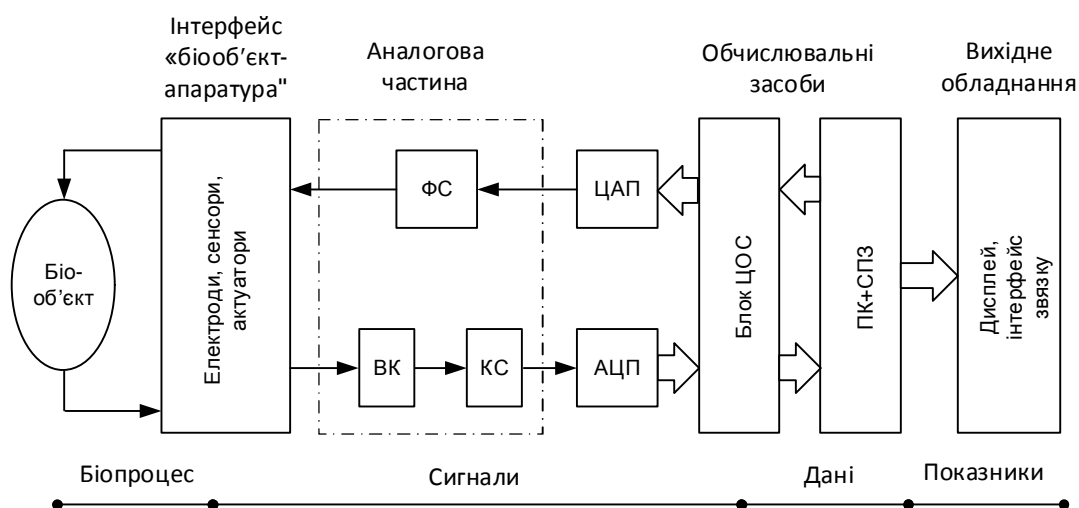 Інтерфейс
«біооб’єкт-
апаратура"
Аналогова
частина
Обчислювальні
засоби
Вихідне
обладнання
Біо-
об’єкт
Електроди, сенсори,
актуатори
ФС
ЦАП
ВК
КС
АЦП
Блок ЦОС
ПК+СПЗ
Дисплей,
інтерфейс
звязку
Біопроцес
Сигнали
Дані
Показники